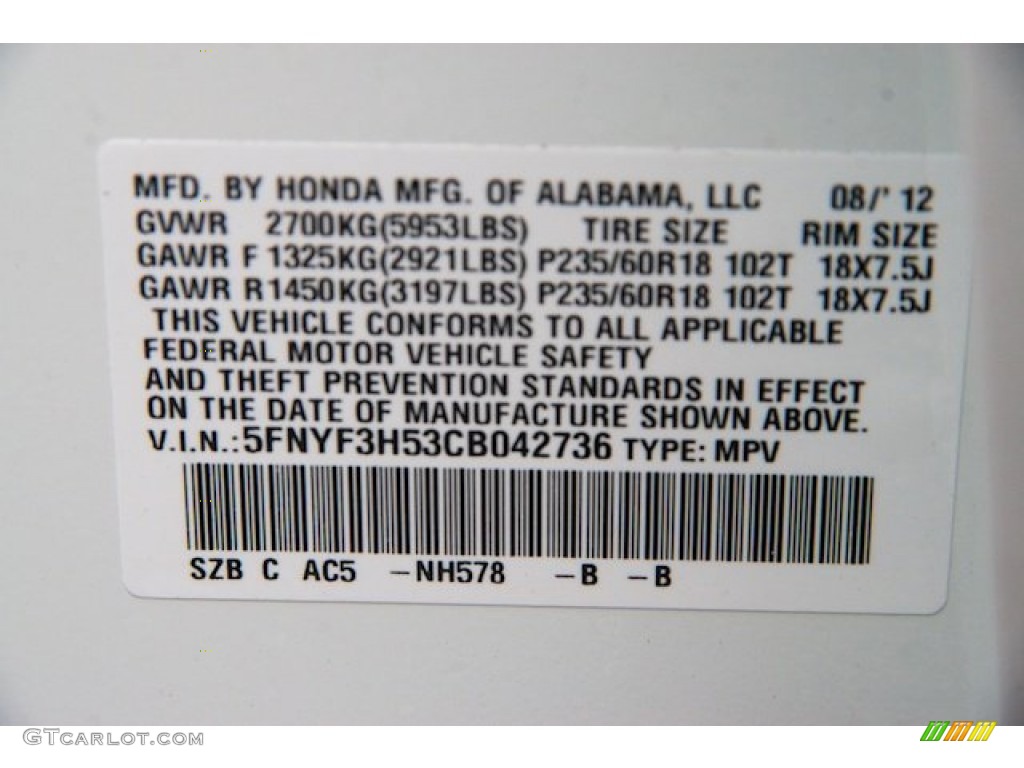 MFD. BY HONDA MFG. OF ALABAMA, LLC 08/' 12
GVWR 2700KG(5953LBS) TIRE SIZE RIM SIZE
GAWR F 1325KG(2921LBS) P235/60R18 102T 18X7.5J
GAWR R1450KG(3197LBS) P235/60R18 102T 18X7.5J
THIS VEHICLE CONFORMS TO ALL APPLICABLE
FEDERAL MOTOR VEHICLE SAFETY
AND THEFT PREVENTION STANDARDS IN EFFECT
ON THE DATE OF MANUFACTURE SHOWN ABOVE.
V.I.N.:5FNYF3H53CB042736 TYPE: MPV
SZB C AC5 -NH578 -B -B
GTCARLOT.COM